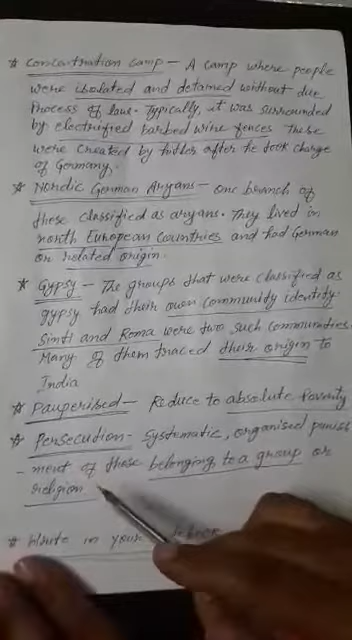 * Concentration camp - A camp where people
were isolated and detained without due
process of law. Typically, it was surrounded
by electrified barbed wire fences These
were created by Hitler after he took charge
of Germany.
* Nordic German Aryans - one branch of
those classified as aryans. They lived in
north European countries and had German
or related origin.
* Gypsy - The groups that were classified as
gypsy had their own community identity.
Sinti and Roma were two such communities.
Many of them traced their origin to
India
* Pauperised - Reduce to absolute Poverty
* Persecution - Systematic, organised punish
- ment of those belonging to a group or
religion
* Write in your